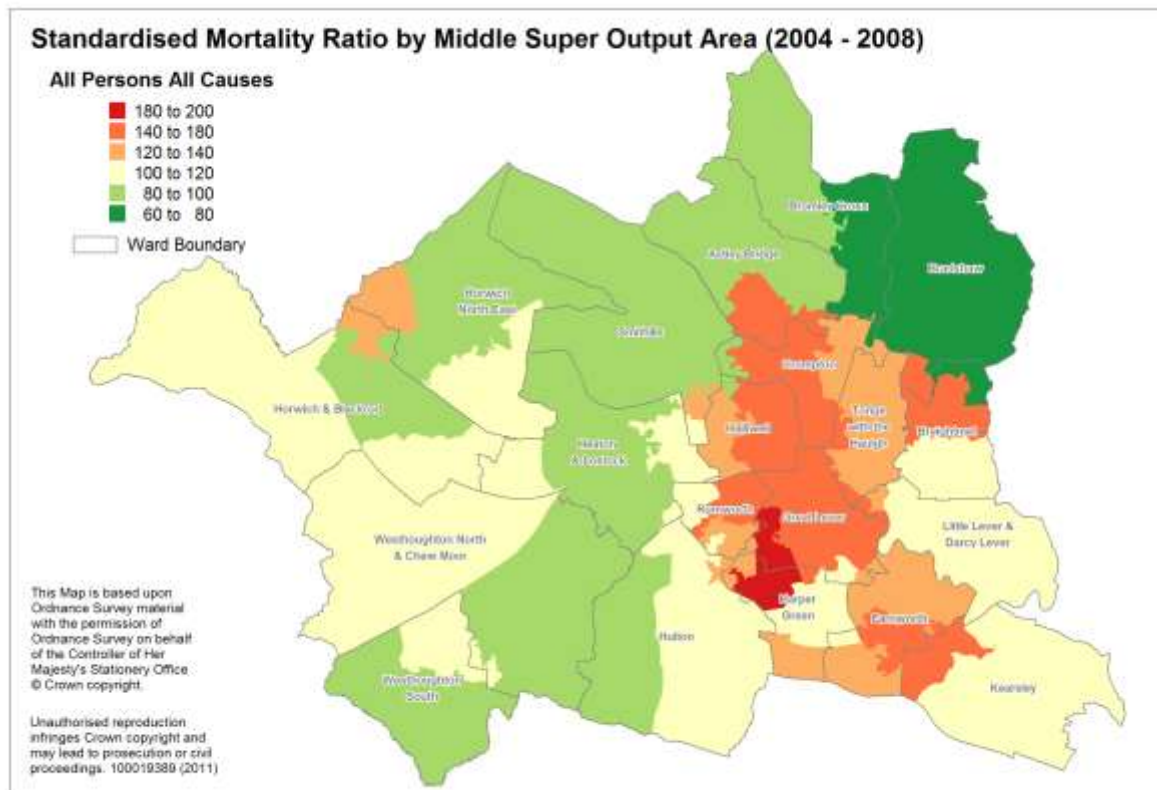 Standardised Mortality Ratio by Middle Super Output Area (2004 - 2008)
All Persons All Causes
180 to 200
140 to 180
120 to 140
100 to 120
80 to 100
60 to 80
Ward Boundary
Bromley Cross
Astley Bridge
Bradshaw
Horwich
North East
Smithills
Crompton
Horwich & Blackrod
Halliwell
Tonge
with the
Haulgh
Breightmet
Heaton
& Lostock
Rumworth
Great Lever
Little Lever &
Darcy Lever
Westhoughton North
& Chew Moor
Harper
Green
Farnworth
Hulton
Westhoughton
South
Kearsley
This Map is based upon
Ordnance Survey material
with the permission of
Ordnance Survey on behalf
of the Controller of Her
Majesty's Stationery Office
© Crown copyright.
Unauthorised reproduction
infringes Crown copyright and
may lead to prosecution or civil
proceedings. 100019389 (2011)